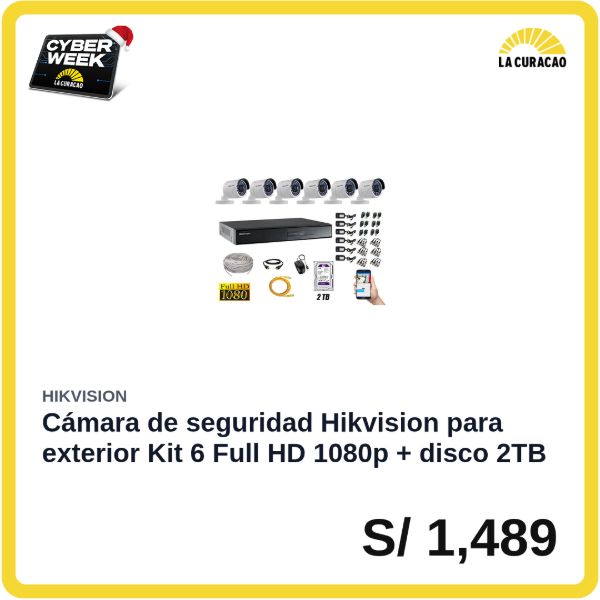 CYBER
WEEK
LA CURACAO
LA CURACAO
Full HD
1080
2 TB
HIKVISION
Cámara de seguridad Hikvision para
exterior Kit 6 Full HD 1080p + disco 2TB
S/ 1,489